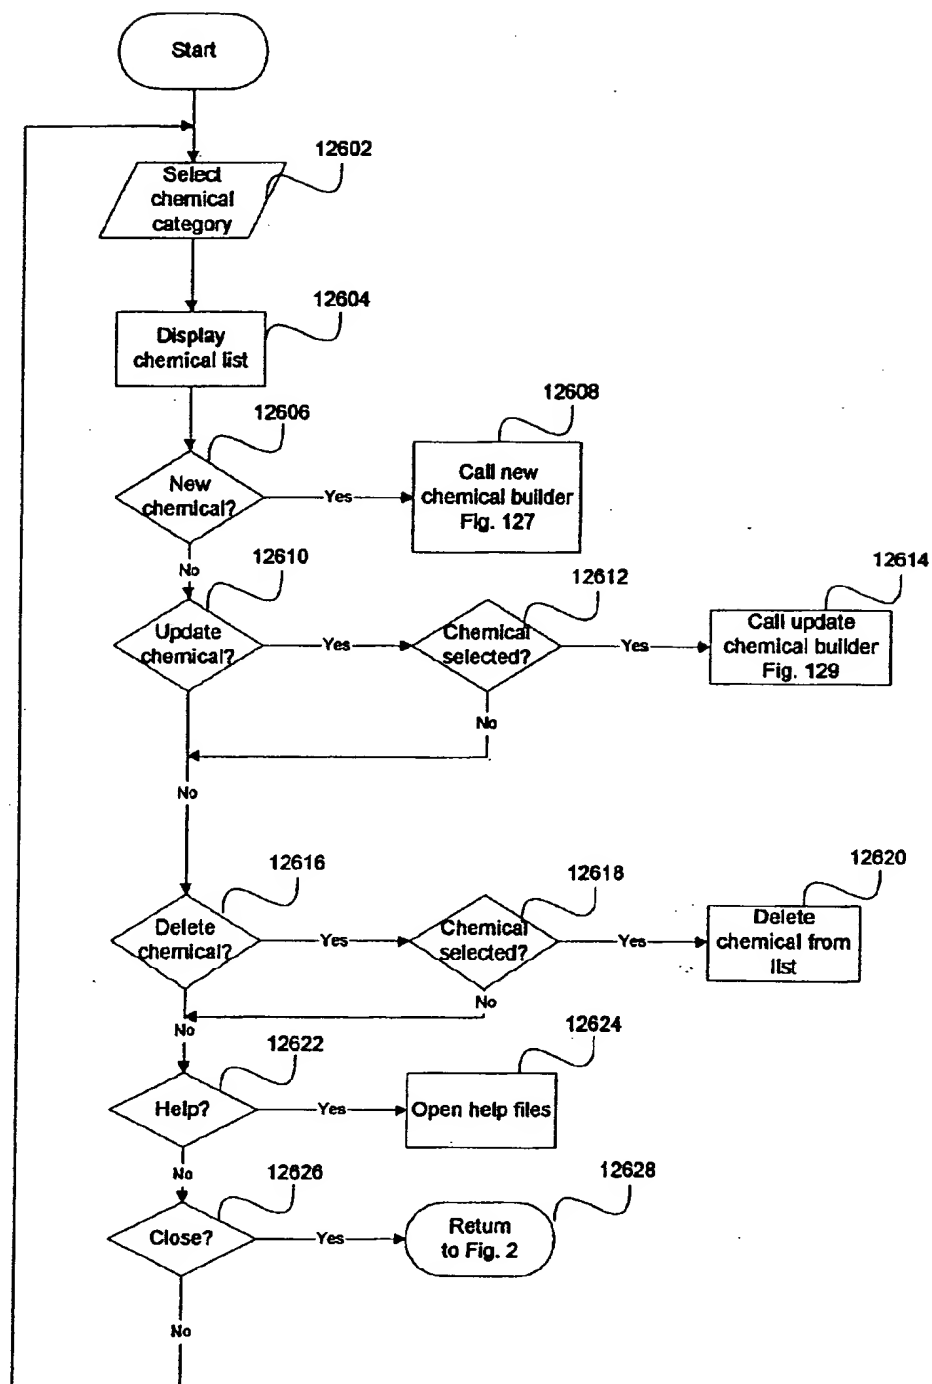 Start
12602
Select
chemical
category
12604
Display
chemical list
12606
12608
New
chemical?
Yes
Call new
chemical builder
Fig. 127
No
12610
12612
12614
Update
chemical?
Yes
Chemical
selected?
Yes
Call update
chemical builder
Fig. 129
No
No
12616
12618
12620
Delete
chemical?
Yes
Chemical
selected?
Yes
Delete
chemical from
list
No
No
12622
12624
Help?
Yes
Open help files
No
12626
12628
Close?
Yes
Return
to Fig. 2
No